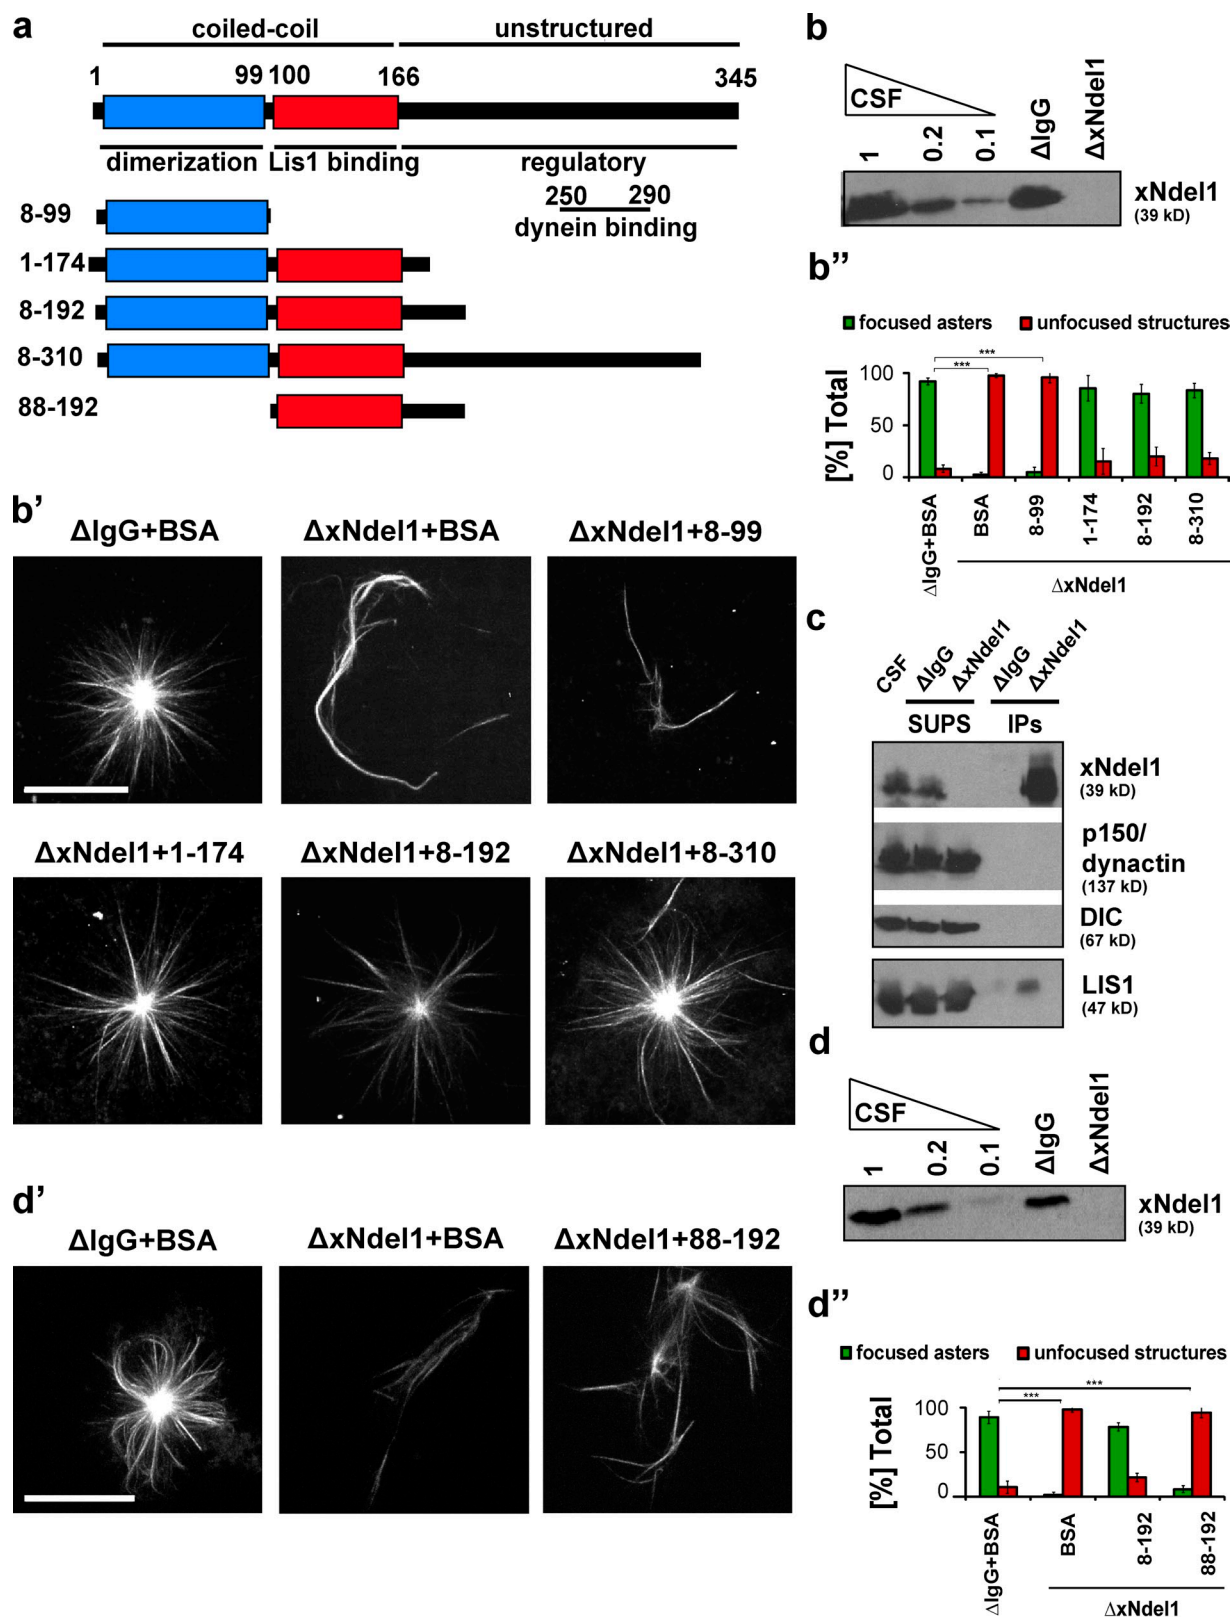 a
coiled-coil unstructured
1 99 100 166 345
dimerization Lis1 binding regulatory
250 290
dynein binding
8-99
1-174
8-192
8-310
88-192
b
CSF
1 0.2 0.1 ΔIgG ΔxNdel1
xNdel1
(39 kD)
b''
focused asters unfocused structures
*** 
***
[%] Total
100
50
0
ΔIgG+BSA BSA 8-99 1-174 8-192 8-310
ΔxNdel1
b'
ΔIgG+BSA ΔxNdel1+BSA ΔxNdel1+8-99
ΔxNdel1+1-174 ΔxNdel1+8-192 ΔxNdel1+8-310
c
CSF ΔIgG ΔxNdel1 ΔIgG ΔxNdel1
SUPS IPs
xNdel1
(39 kD)
p150/
dynactin
(137 kD)
DIC
(67 kD)
LIS1
(47 kD)
d
CSF
1 0.2 0.1 ΔIgG ΔxNdel1
xNdel1
(39 kD)
d'
ΔIgG+BSA ΔxNdel1+BSA ΔxNdel1+88-192
d''
focused asters unfocused structures
***
***
[%] Total
100
50
0
ΔIgG+BSA BSA 8-192 88-192
ΔxNdel1